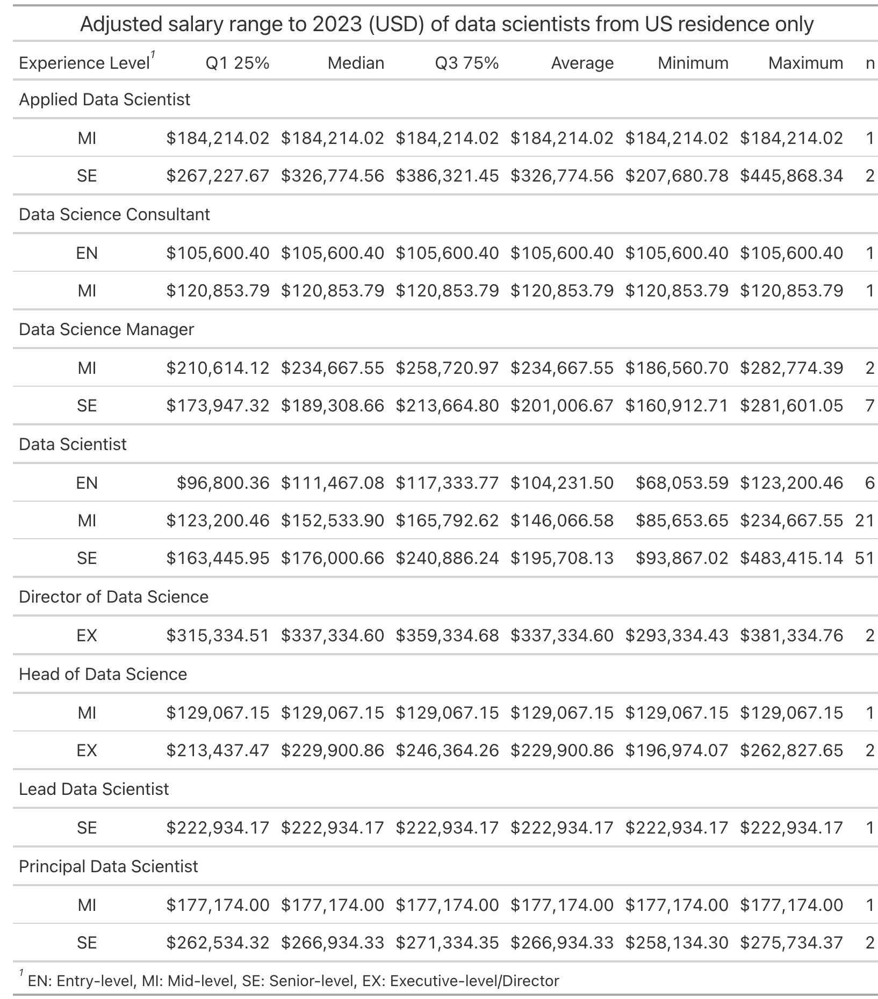 Adjusted salary range to 2023 (USD) of data scientists from US residence only
Experience Level1 Q1 25% Median Q3 75% Average Minimum Maximum n
Applied Data Scientist
MI $184,214.02 $184,214.02 $184,214.02 $184,214.02 $184,214.02 $184,214.02 1
SE $267,227.67 $326,774.56 $386,321.45 $326,774.56 $207,680.78 $445,868.34 2
Data Science Consultant
EN $105,600.40 $105,600.40 $105,600.40 $105,600.40 $105,600.40 $105,600.40 1
MI $120,853.79 $120,853.79 $120,853.79 $120,853.79 $120,853.79 $120,853.79 1
Data Science Manager
MI $210,614.12 $234,667.55 $258,720.97 $234,667.55 $186,560.70 $282,774.39 2
SE $173,947.32 $189,308.66 $213,664.80 $201,006.67 $160,912.71 $281,601.05 7
Data Scientist
EN $96,800.36 $111,467.08 $117,333.77 $104,231.50 $68,053.59 $123,200.46 6
MI $123,200.46 $152,533.90 $165,792.62 $146,066.58 $85,653.65 $234,667.55 21
SE $163,445.95 $176,000.66 $240,886.24 $195,708.13 $93,867.02 $483,415.14 51
Director of Data Science
EX $315,334.51 $337,334.60 $359,334.68 $337,334.60 $293,334.43 $381,334.76 2
Head of Data Science
MI $129,067.15 $129,067.15 $129,067.15 $129,067.15 $129,067.15 $129,067.15 1
EX $213,437.47 $229,900.86 $246,364.26 $229,900.86 $196,974.07 $262,827.65 2
Lead Data Scientist
SE $222,934.17 $222,934.17 $222,934.17 $222,934.17 $222,934.17 $222,934.17 1
Principal Data Scientist
MI $177,174.00 $177,174.00 $177,174.00 $177,174.00 $177,174.00 $177,174.00 1
SE $262,534.32 $266,934.33 $271,334.35 $266,934.33 $258,134.30 $275,734.37 2
1 EN: Entry-level, MI: Mid-level, SE: Senior-level, EX: Executive-level/Director